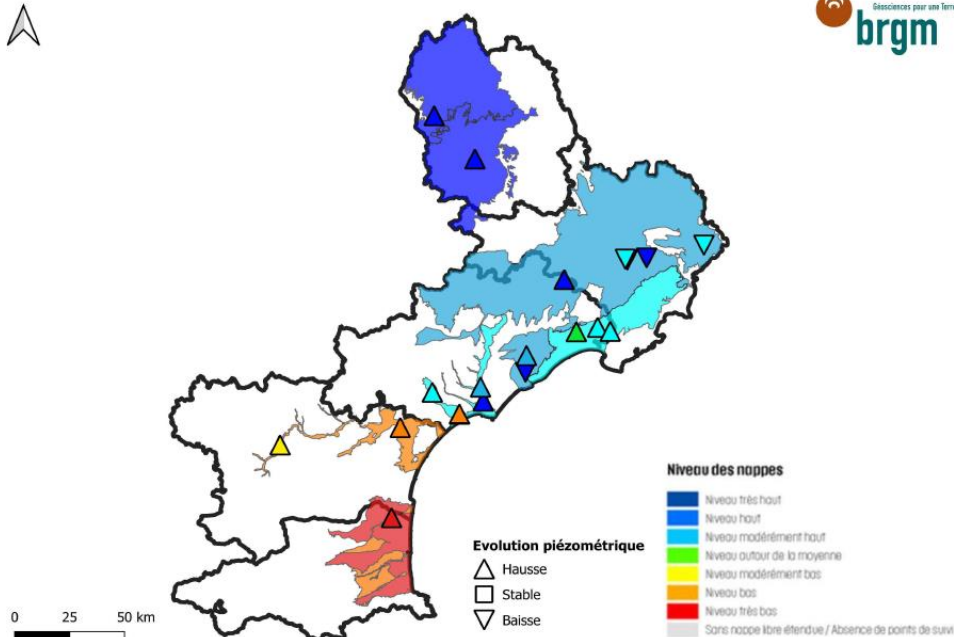 Géosciences pour une Terre
brgm
Niveau des nappes
Niveau très haut
Niveau haut
Niveau modérément haut
Niveau autour de la moyenne
Niveau modérément bas
Niveau bas
Niveau très bas
Sans nappe libre étendue / Absence de points de suivi
Evolution piézométrique
Hausse
Stable
Baisse
0 25 50 km